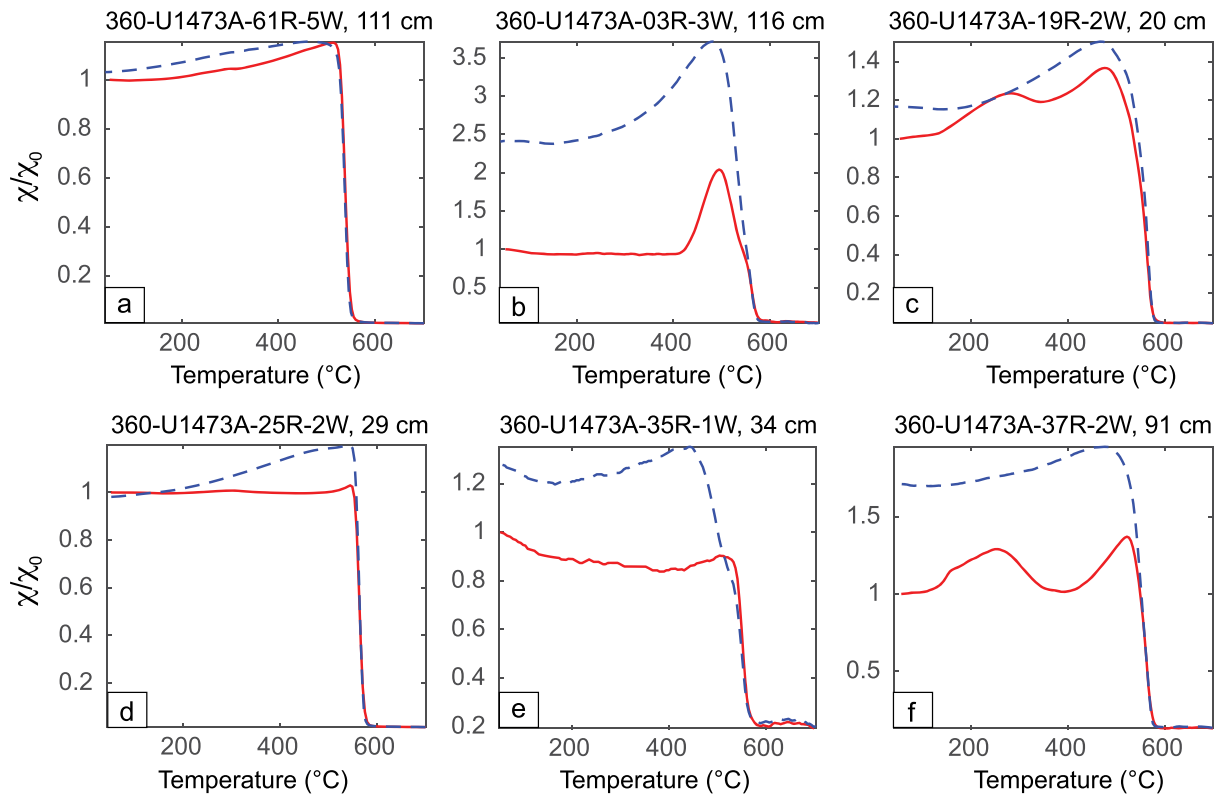 360-U1473A-61R-5W, 111 cm
360-U1473A-03R-3W, 116 cm
360-U1473A-19R-2W, 20 cm
χ/χ0
1
0.8
0.6
0.4
0.2
a
200 400 600
Temperature (°C)
3.5
3
2.5
2
1.5
1
0.5
b
200 400 600
Temperature (°C)
1.4
1.2
1
0.8
0.6
0.4
0.2
c
200 400 600
Temperature (°C)
360-U1473A-25R-2W, 29 cm
360-U1473A-35R-1W, 34 cm
360-U1473A-37R-2W, 91 cm
χ/χ0
1
0.8
0.6
0.4
0.2
d
200 400 600
Temperature (°C)
1.2
1
0.8
0.6
0.4
0.2
e
200 400 600
Temperature (°C)
1.5
1
0.5
f
200 400 600
Temperature (°C)